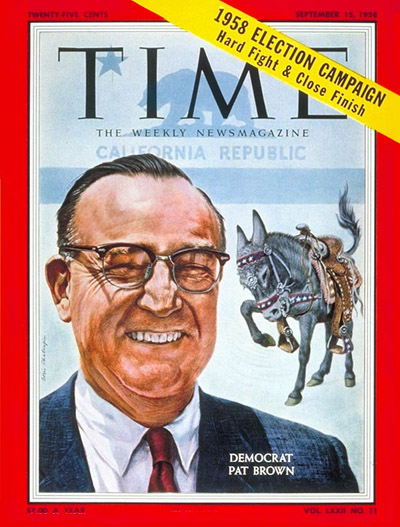 TWENTY-FIVE CENTS
SEPTEMBER 15, 1958
1958 ELECTION CAMPAIGN
Hard Fight & Close Finish
TIME
THE WEEKLY NEWSMAGAZINE
CALIFORNIA REPUBLIC
DEMOCRAT
PAT BROWN
A YEAR
VOL. LXXII NO. 11